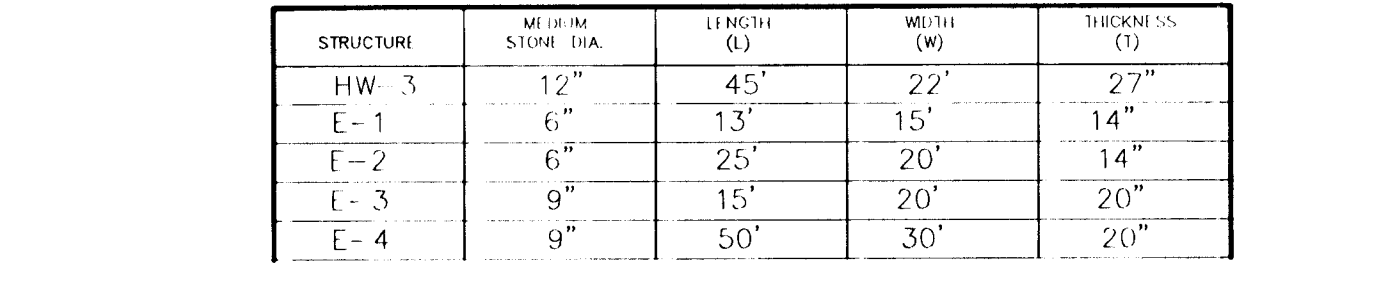 STRUCTURE MEDIUM STONE DIA. LENGTH (L) WIDTH (W) THICKNESS (T)
HW-3 12" 45' 22' 27"
E-1 6" 13' 15' 14"
E-2 6" 25' 20' 14"
E-3 9" 15' 20' 20"
E-4 9" 50' 30' 20"